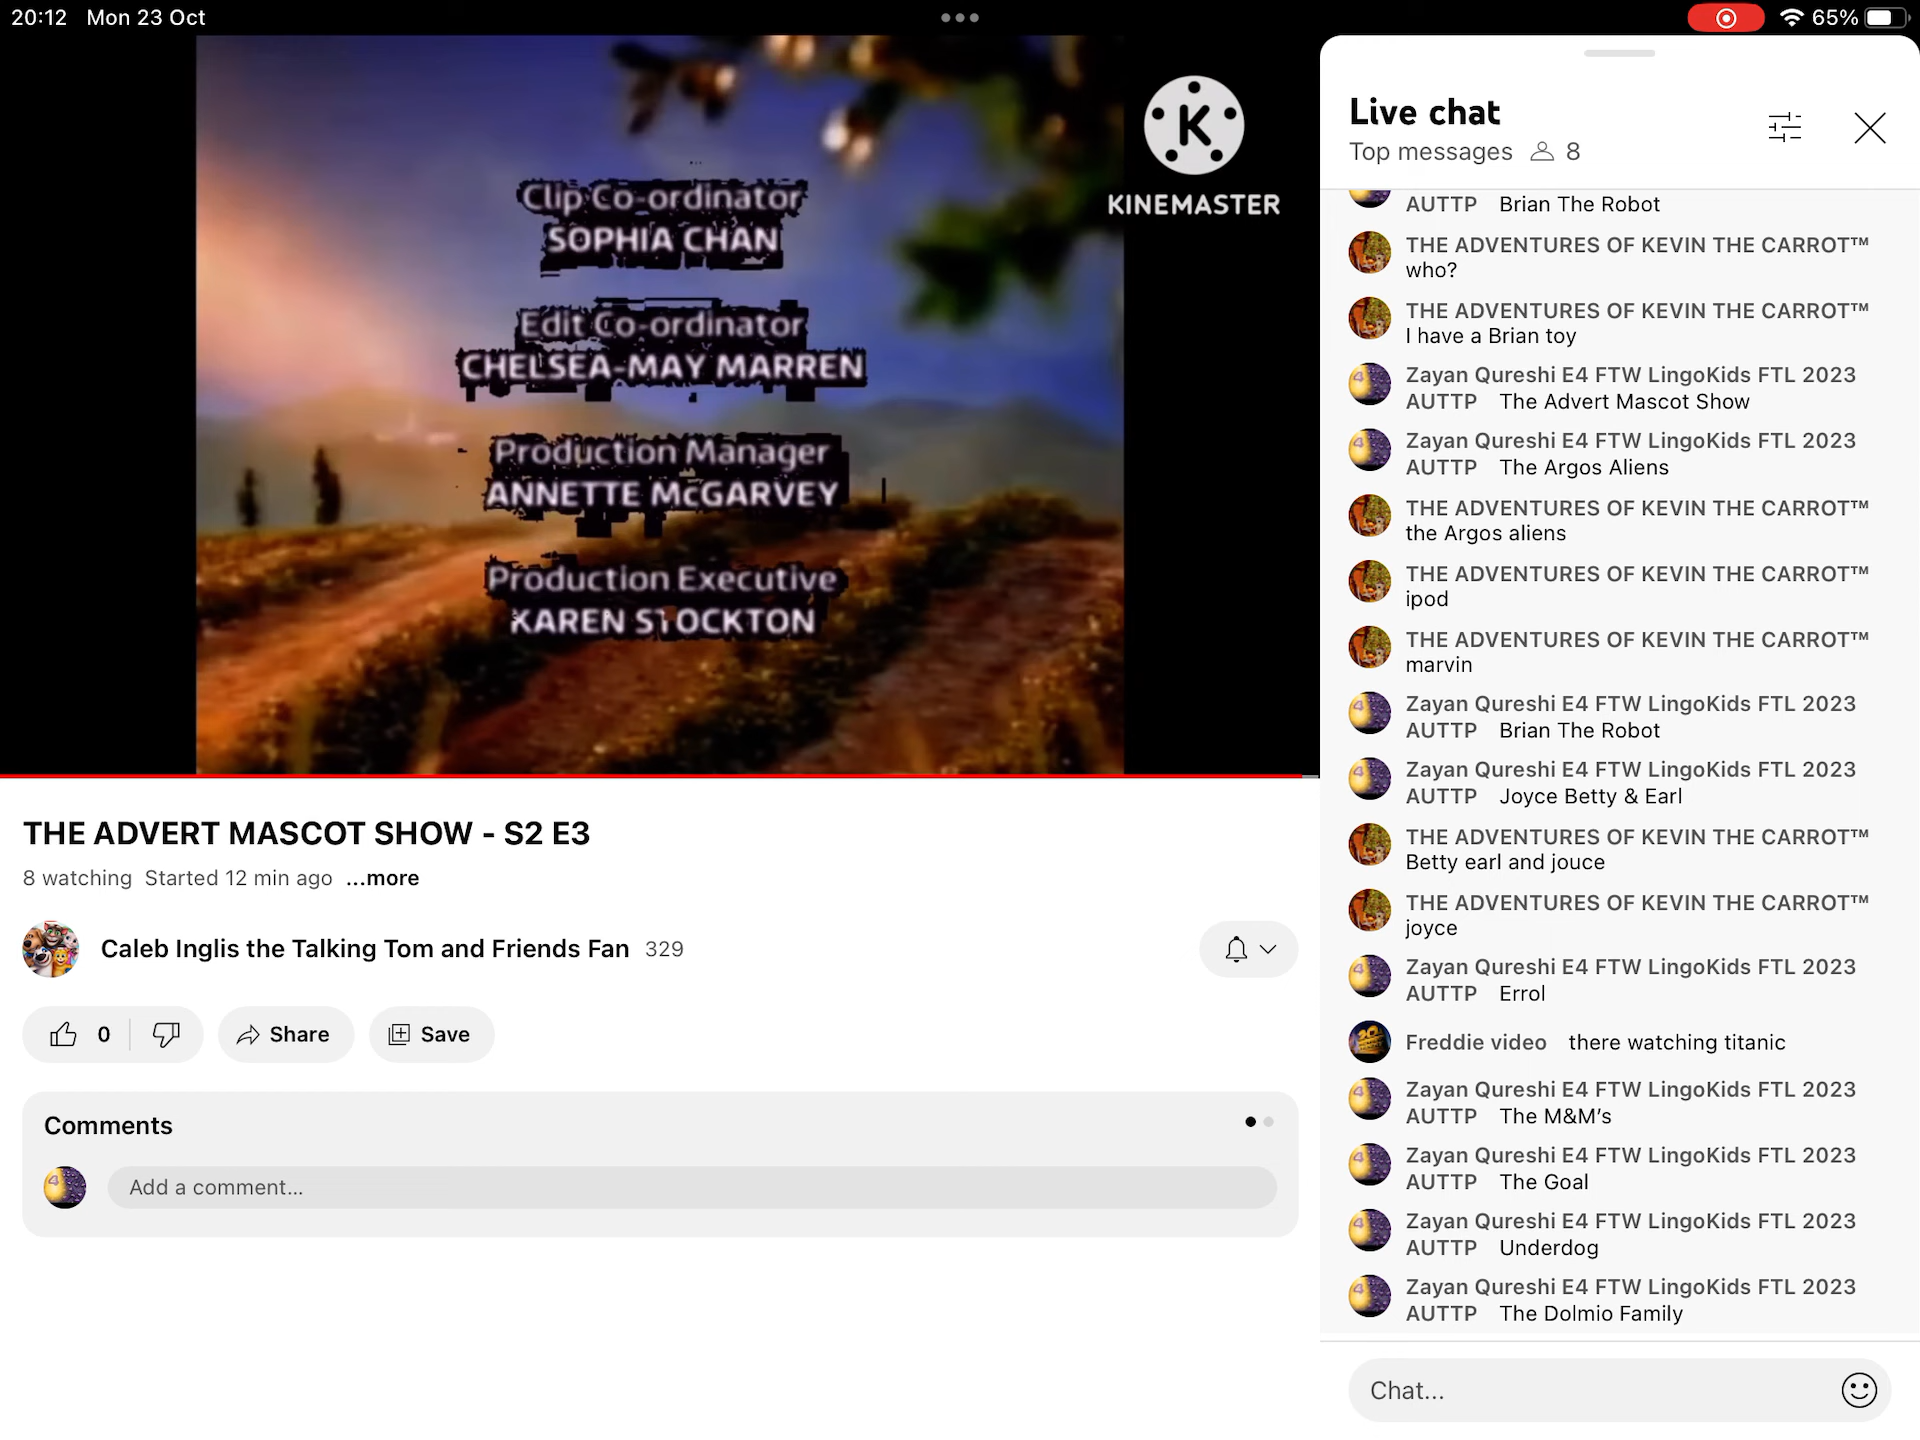 20:12 Mon 23 Oct
65%
Clip Co-ordinator
SOPHIA CHAN
Edit Co-ordinator
CHELSEA-MAY MARREN
Production Manager
ANNETTE McGARVEY
Production Executive
KAREN STOCKTON
K
KINEMASTER
THE ADVERT MASCOT SHOW - S2 E3
8 watching Started 12 min ago ...more
Caleb Inglis the Talking Tom and Friends Fan 329
0
Share
Save
Comments
4
Add a comment...
Live chat
Top messages 8
AUTTP Brian The Robot
THE ADVENTURES OF KEVIN THE CARROT™
who?
THE ADVENTURES OF KEVIN THE CARROT™
I have a Brian toy
Zayan Qureshi E4 FTW LingoKids FTL 2023
AUTTP The Advert Mascot Show
Zayan Qureshi E4 FTW LingoKids FTL 2023
AUTTP The Argos Aliens
THE ADVENTURES OF KEVIN THE CARROT™
the Argos aliens
THE ADVENTURES OF KEVIN THE CARROT™
ipod
THE ADVENTURES OF KEVIN THE CARROT™
marvin
Zayan Qureshi E4 FTW LingoKids FTL 2023
AUTTP Brian The Robot
Zayan Qureshi E4 FTW LingoKids FTL 2023
AUTTP Joyce Betty & Earl
THE ADVENTURES OF KEVIN THE CARROT™
Betty earl and jouce
THE ADVENTURES OF KEVIN THE CARROT™
joyce
Zayan Qureshi E4 FTW LingoKids FTL 2023
AUTTP Errol
Freddie video there watching titanic
Zayan Qureshi E4 FTW LingoKids FTL 2023
AUTTP The M&M's
Zayan Qureshi E4 FTW LingoKids FTL 2023
AUTTP The Goal
Zayan Qureshi E4 FTW LingoKids FTL 2023
AUTTP Underdog
Zayan Qureshi E4 FTW LingoKids FTL 2023
AUTTP The Dolmio Family
Chat...